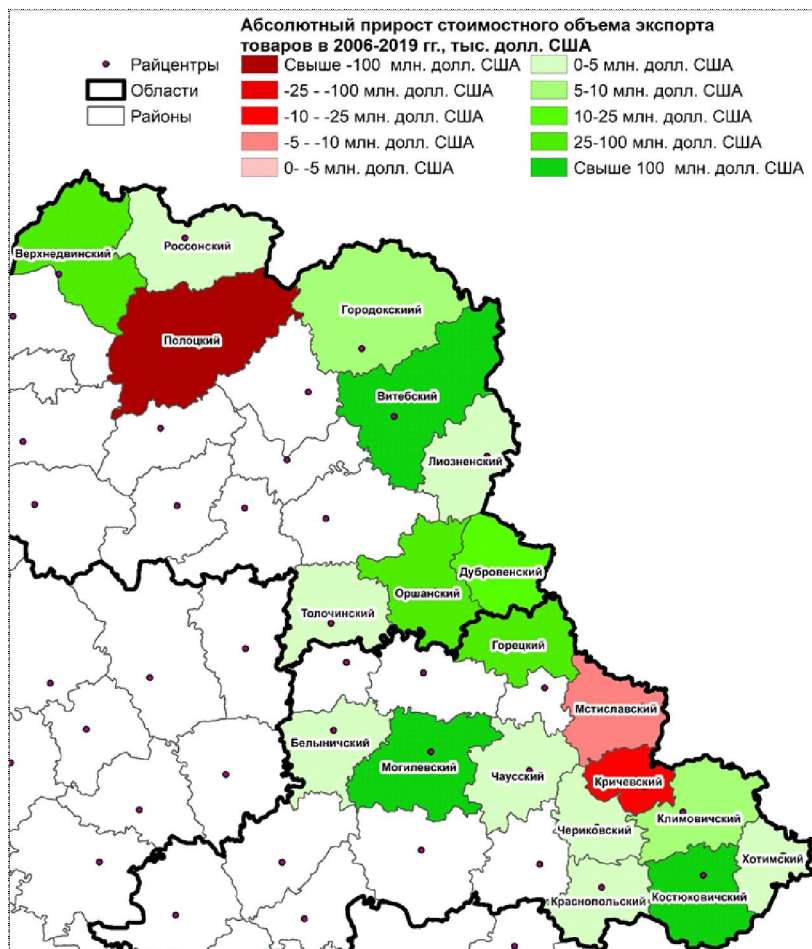 Абсолютный прирост стоимостного объема экспорта
товаров в 2006-2019 гг., тыс. долл. США
Райцентры
Области
Районы
Свыше -100 млн. долл. США
-25 - -100 млн. долл. США
-10 - -25 млн. долл. США
-5 - -10 млн. долл. США
0- -5 млн. долл. США
0-5 млн. долл. США
5-10 млн. долл. США
10-25 млн. долл. США
25-100 млн. долл. США
Свыше 100 млн. долл. США
Верхнедвинский
Россонский
Полоцкий
Городокскиий
Витебский
Лиозненский
Дубровенский
Оршанский
Толочинский
Горецкий
Мстиславский
Белыничский
Могилевский
Чаусский
Кричевский
Климовичский
Чериковский
Хотимский
Краснопольский
Костюковичский